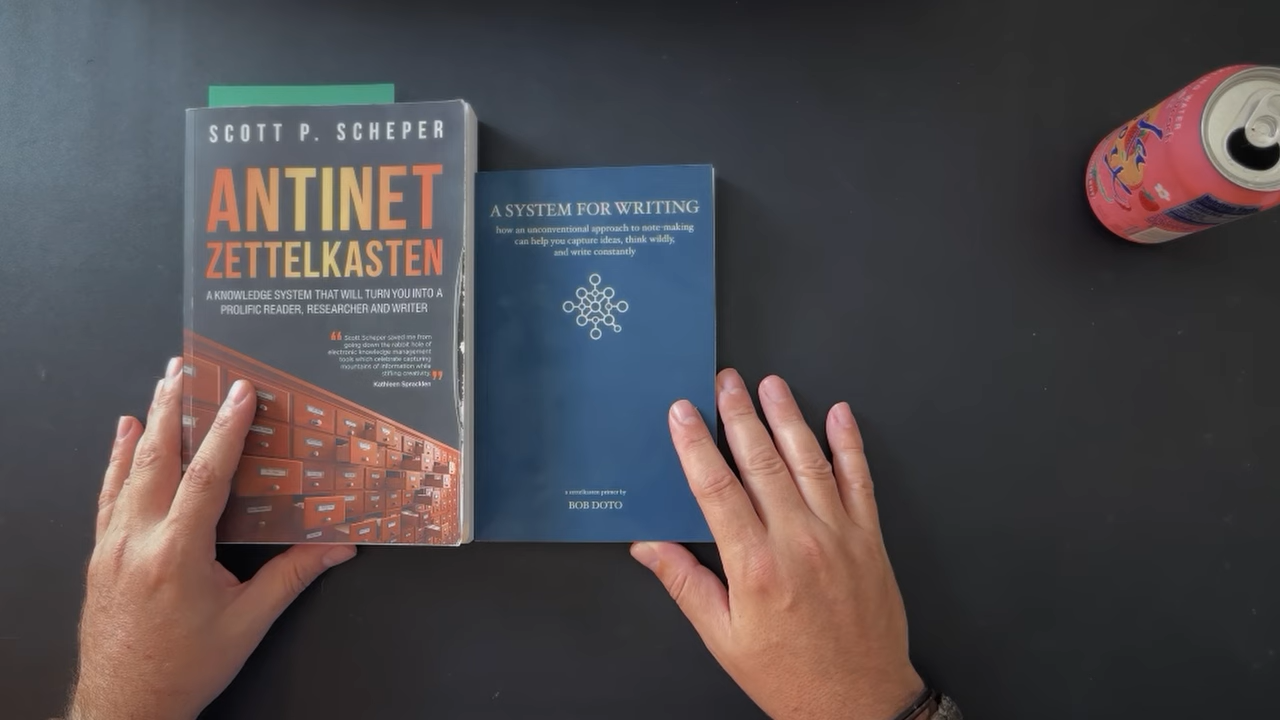 SCOTT P. SCHEPER
ANTINET
ZETTELKASTEN
A KNOWLEDGE SYSTEM THAT WILL TURN YOU INTO A
PROLIFIC READER, RESEARCHER AND WRITER
“ Scott Scheper saved me from
going down the rabbit hole of
electronic knowledge management
tools which celebrate capturing
mountains of information while
stifling creativity. ”
Kathleen Spracklen
A SYSTEM FOR WRITING
how an unconventional approach to note-making
can help you capture ideas, think wildly,
and write constantly
a zettelkasten primer by
BOB DOTO